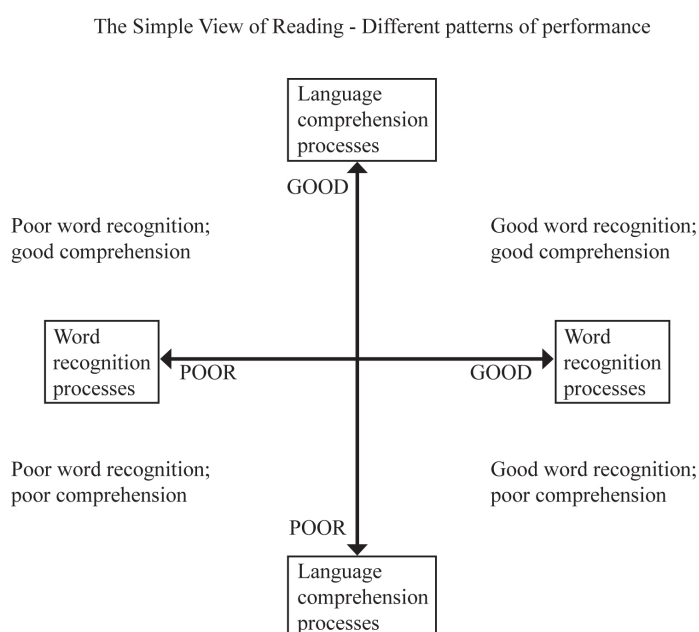 The Simple View of Reading - Different patterns of performance
Language
comprehension
processes
GOOD
Poor word recognition;
good comprehension
Good word recognition;
good comprehension
Word
recognition
processes
POOR
GOOD
Word
recognition
processes
Poor word recognition;
poor comprehension
Good word recognition;
poor comprehension
POOR
Language
comprehension
processes